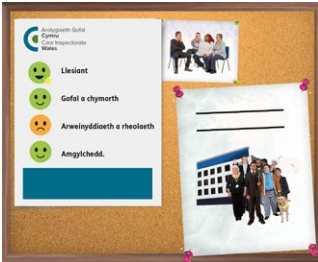 Arolygiaeth Gofal
Cymru
Care Inspectorate
Wales
Llesiant
Gofal a chymorth
Arweinyddiaeth a rheolaeth
Amgylchedd.